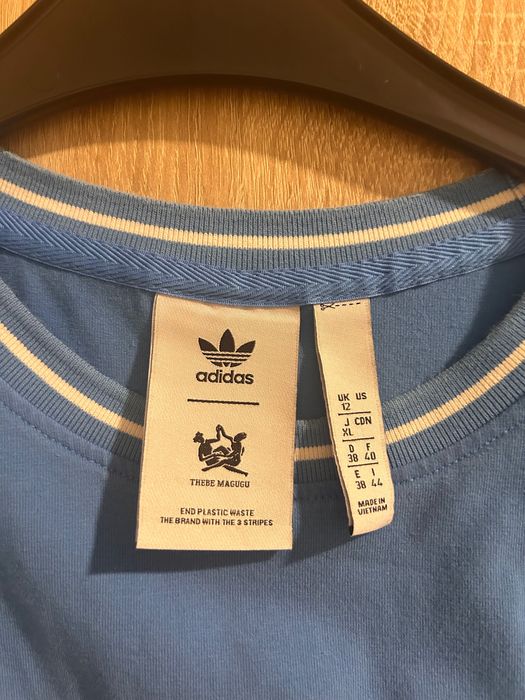 adidas
THEBE MAGUGU
END PLASTIC WASTE
THE BRAND WITH THE 3 STRIPES
UK US
12
J CDN
XL
D F
38 40
E I
38 44
MADE IN
VIETNAM